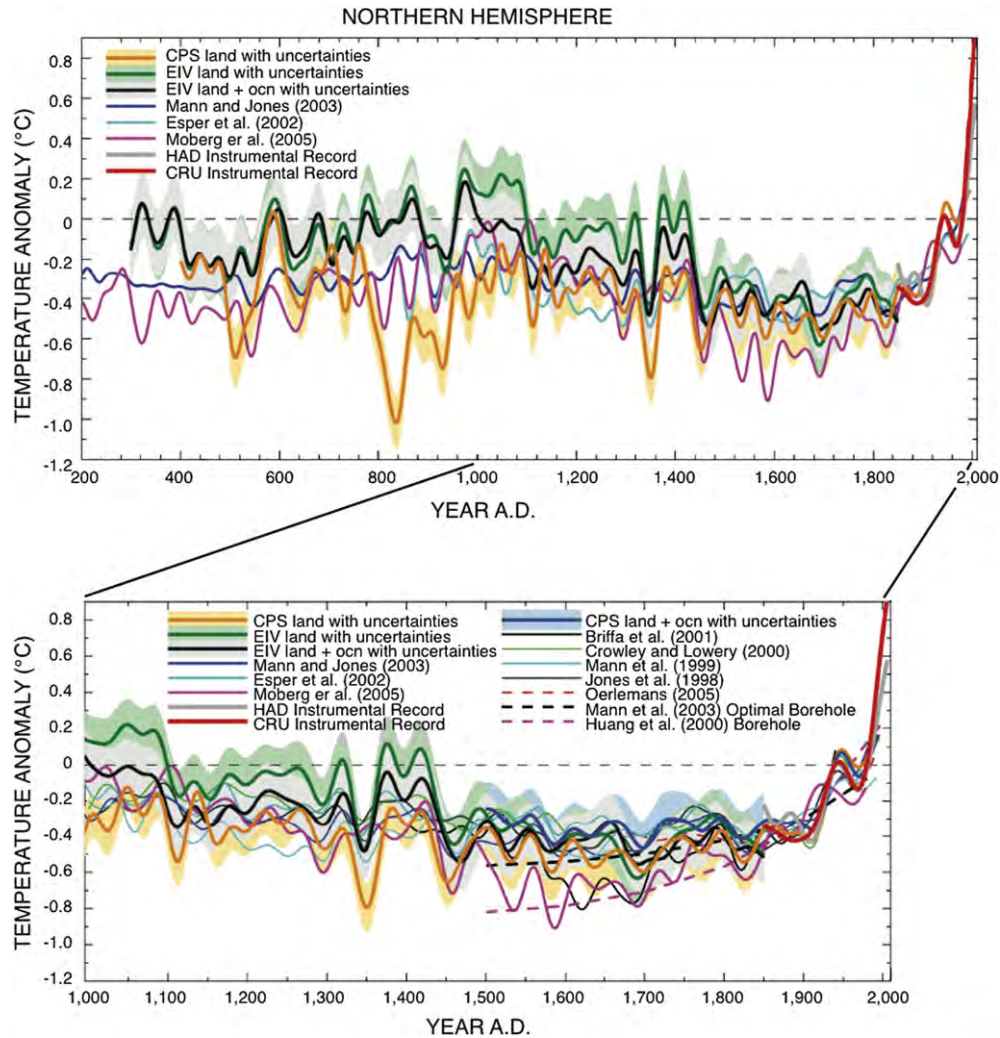 NORTHERN HEMISPHERE
CPS land with uncertainties
EIV land with uncertainties
EIV land + ocn with uncertainties
Mann and Jones (2003)
Esper et al. (2002)
Moberg er al. (2005)
HAD Instrumental Record
CRU Instrumental Record
TEMPERATURE ANOMALY (°C)
0.8
0.6
0.4
0.2
0
-0.2
-0.4
-0.6
-0.8
-1.0
-1.2
200
400
600
800
1,000
1,200
1,400
1,600
1,800
2,000
YEAR A.D.
CPS land with uncertainties
EIV land with uncertainties
EIV land + ocn with uncertainties
Mann and Jones (2003)
Esper et al. (2002)
Moberg er al. (2005)
HAD Instrumental Record
CRU Instrumental Record
CPS land + ocn with uncertainties
Briffa et al. (2001)
Crowley and Lowery (2000)
Mann et al. (1999)
Jones et al. (1998)
Oerlemans (2005)
Mann et al. (2003) Optimal Borehole
Huang et al. (2000) Borehole
TEMPERATURE ANOMALY (°C)
0.8
0.6
0.4
0.2
0
-0.2
-0.4
-0.6
-0.8
-1.0
-1.2
1,000
1,100
1,200
1,300
1,400
1,500
1,600
1,700
1,800
1,900
2,000
YEAR A.D.